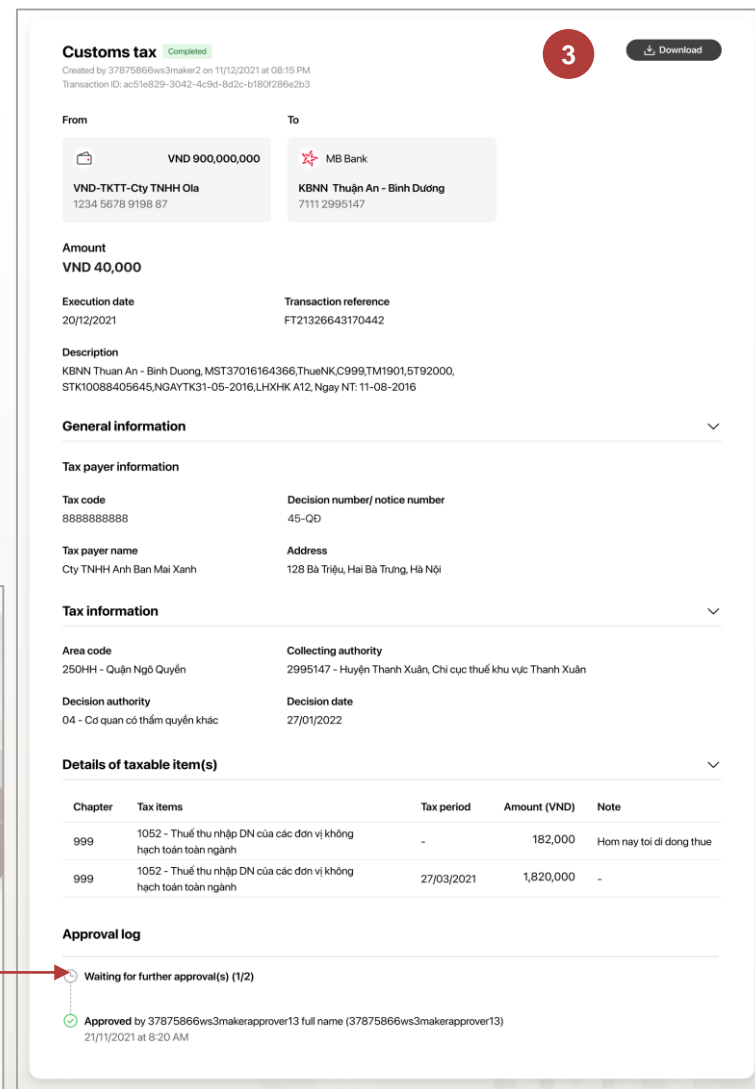 Customs tax Completed
3
Download
Created by 37875866ws3maker2 on 11/12/2021 at 08:15 PM
Transaction ID: ac51e829-3042-4c9d-8d2c-b180f286e2b3
From To
VND 900,000,000 MB Bank
VND-TKTT-Cty TNHH Ola KBNN Thuận An - Bình Dương
1234 5678 9198 87 7111 2995147
Amount
VND 40,000
Execution date Transaction reference
20/12/2021 FT21326643170442
Description
KBNN Thuan An - Binh Duong, MST37016164366,ThueNK,C999,TM1901,5T92000,
STK10088405645,NGAYTK31-05-2016,LHXHK A12, Ngay NT: 11-08-2016
General information
Tax payer information
Tax code Decision number/ notice number
8888888888 45-QĐ
Tax payer name Address
Cty TNHH Anh Ban Mai Xanh 128 Bà Triệu, Hai Bà Trưng, Hà Nội
Tax information
Area code Collecting authority
250HH - Quận Ngô Quyền 2995147 - Huyện Thanh Xuân, Chi cục thuế khu vực Thanh Xuân
Decision authority Decision date
04 - Cơ quan có thẩm quyền khác 27/01/2022
Details of taxable item(s)
Chapter Tax items Tax period Amount (VND) Note
999 1052 - Thuế thu nhập DN của các đơn vị không - 182,000 Hom nay toi di dong thue
hạch toán toàn ngành
999 1052 - Thuế thu nhập DN của các đơn vị không 27/03/2021 1,820,000 -
hạch toán toàn ngành
Approval log
Waiting for further approval(s) (1/2)
Approved by 37875866ws3makerapprover13 full name (37875866ws3makerapprover13)
21/11/2021 at 8:20 AM